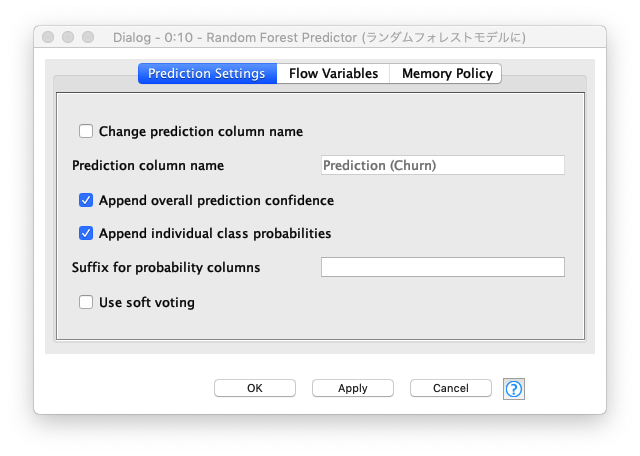 Dialog - 0:10 - Random Forest Predictor (ランダムフォレストモデルに)
Prediction Settings Flow Variables Memory Policy
Change prediction column name
Prediction column name Prediction (Churn)
Append overall prediction confidence
Append individual class probabilities
Suffix for probability columns
Use soft voting
OK Apply Cancel ?